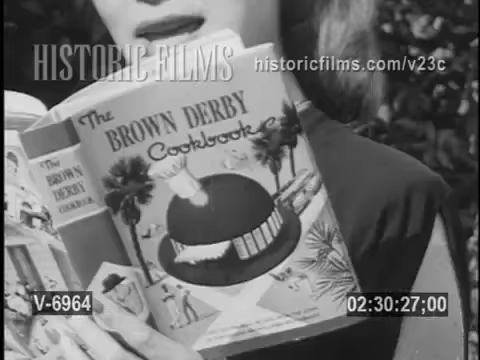 HISTORIC FILMS
historicfilms.com/v23c
The
BROWN DERBY
Cookbook
The
BROWN
DERBY
COOKBOOK
V-6964
02:30:27;00